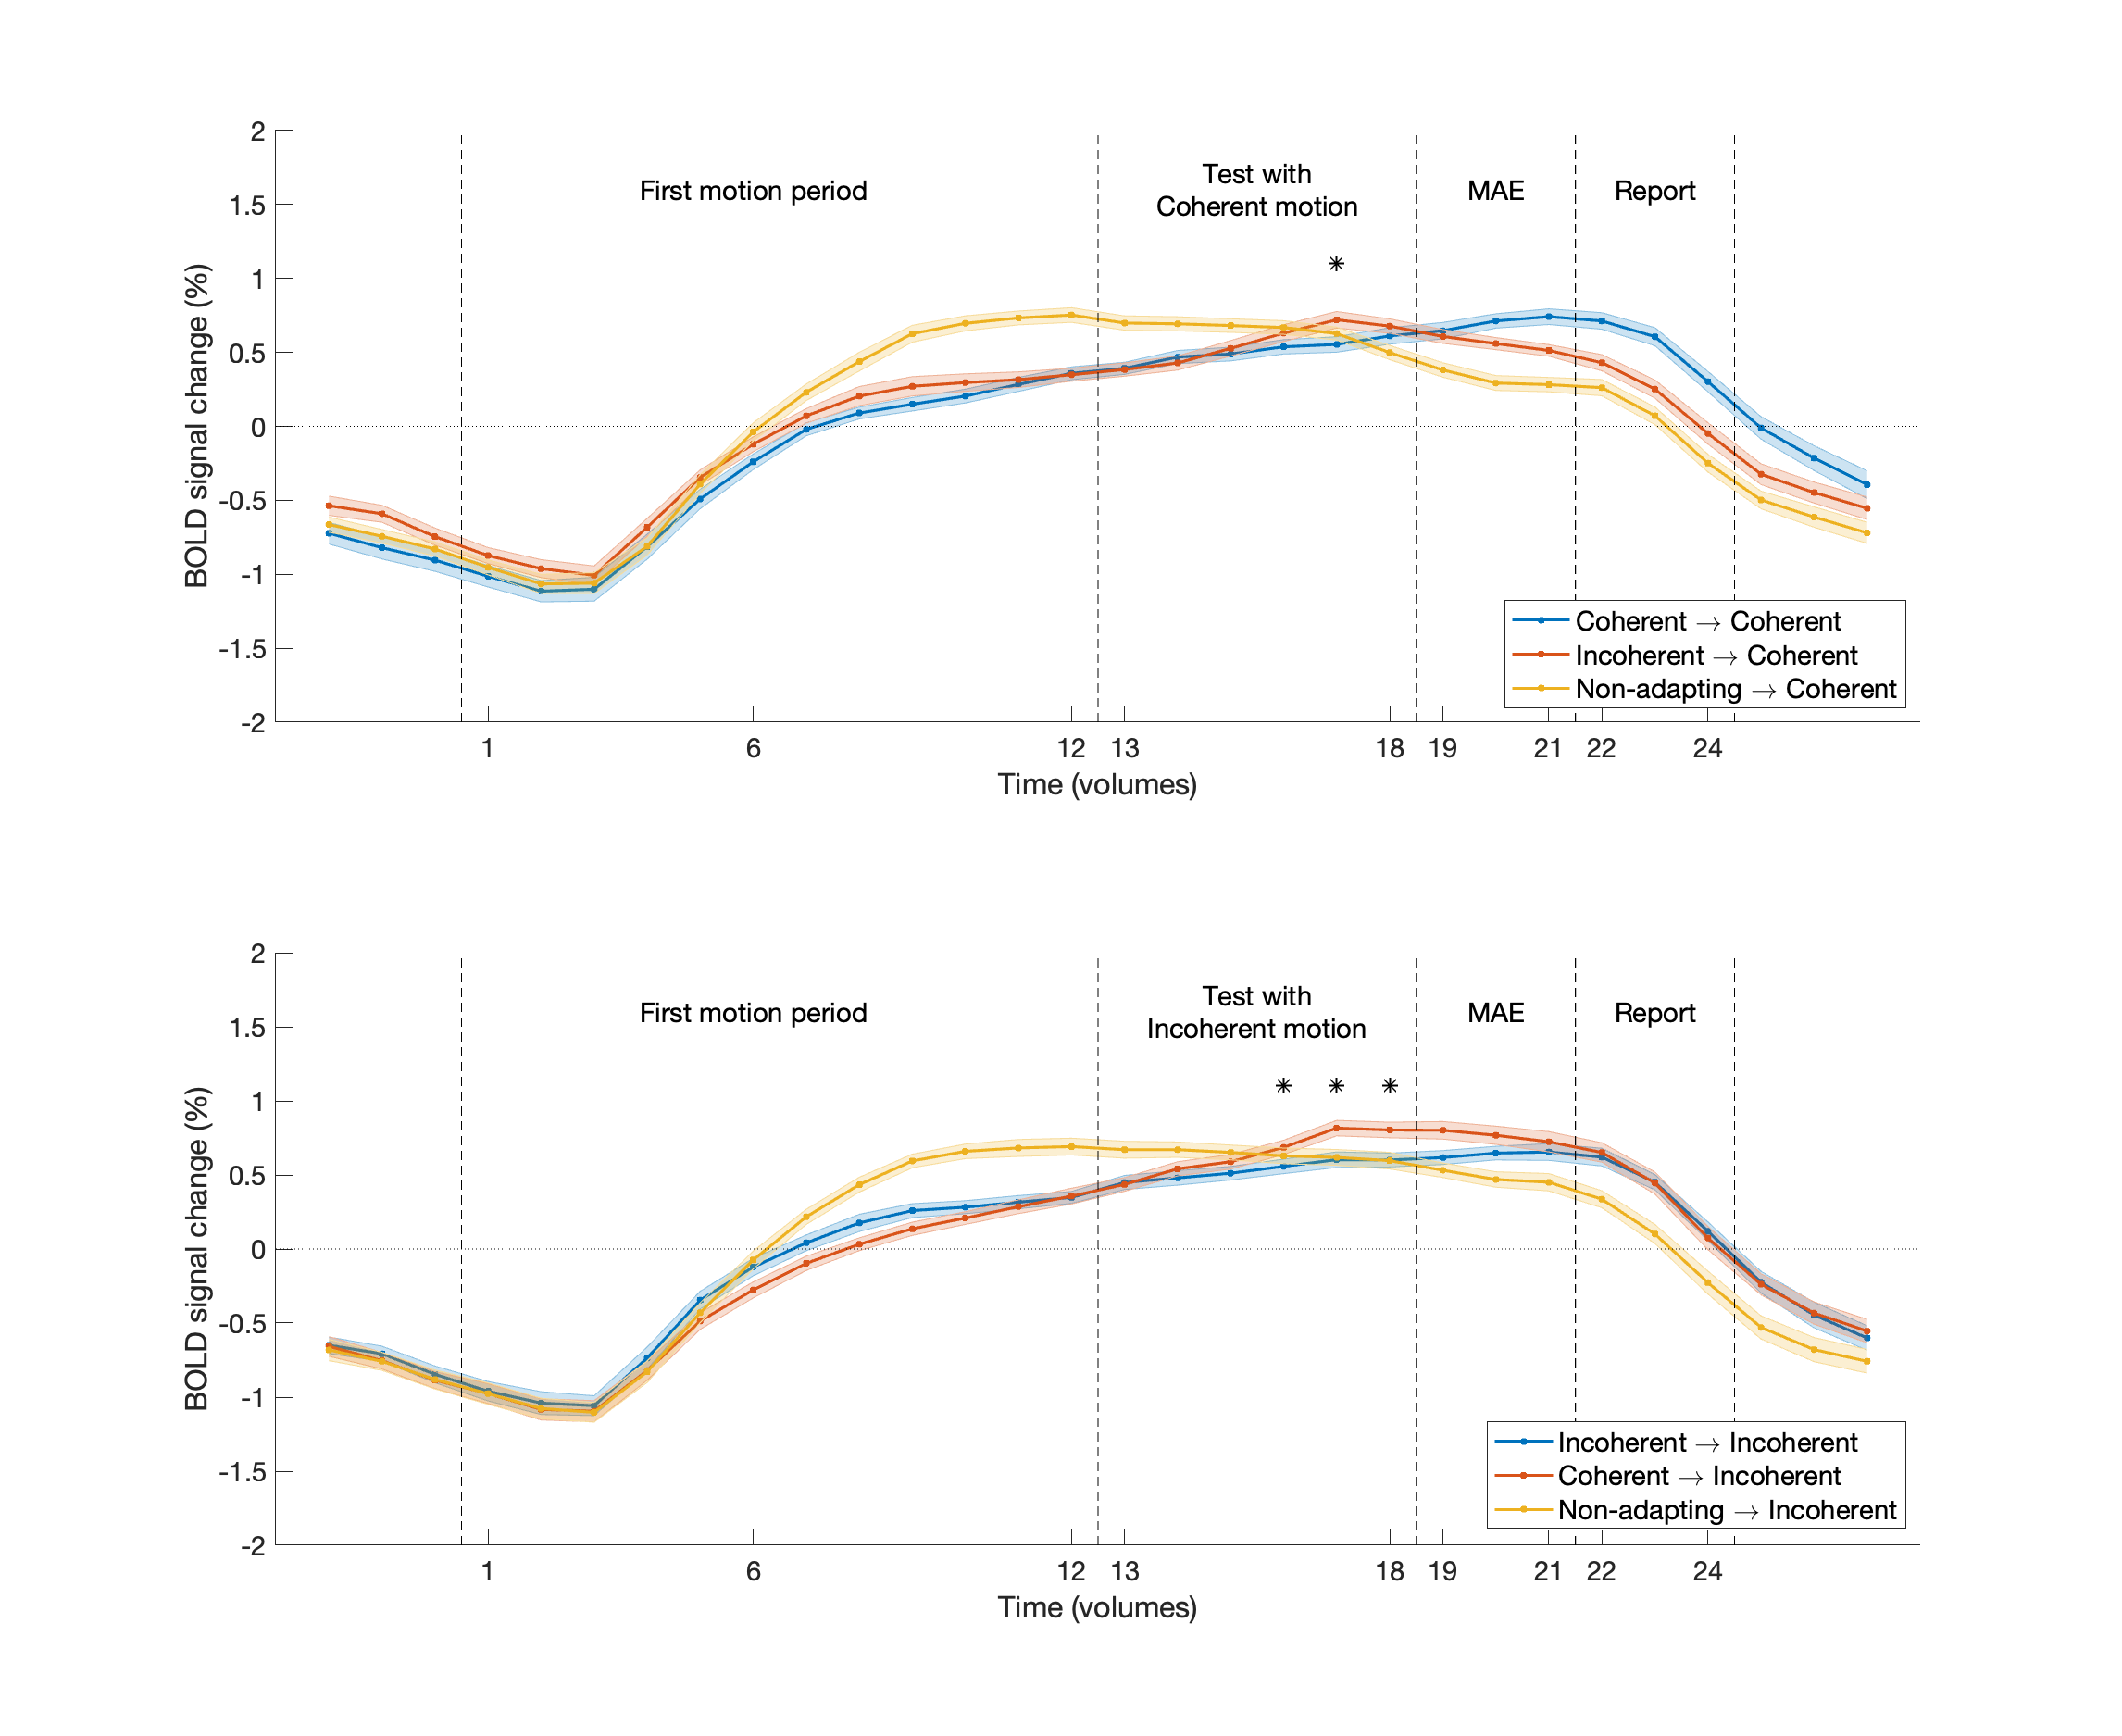 2
1.5
1
0.5
0
-0.5
-1
-1.5
-2
BOLD signal change (%)
First motion period
Test with
Coherent motion
MAE
Report
*
Coherent → Coherent
Incoherent → Coherent
Non-adapting → Coherent
1 6 12 13 18 19 21 22 24
Time (volumes)
2
1.5
1
0.5
0
-0.5
-1
-1.5
-2
BOLD signal change (%)
First motion period
Test with
Incoherent motion
MAE
Report
* * *
Incoherent → Incoherent
Coherent → Incoherent
Non-adapting → Incoherent
1 6 12 13 18 19 21 22 24
Time (volumes)